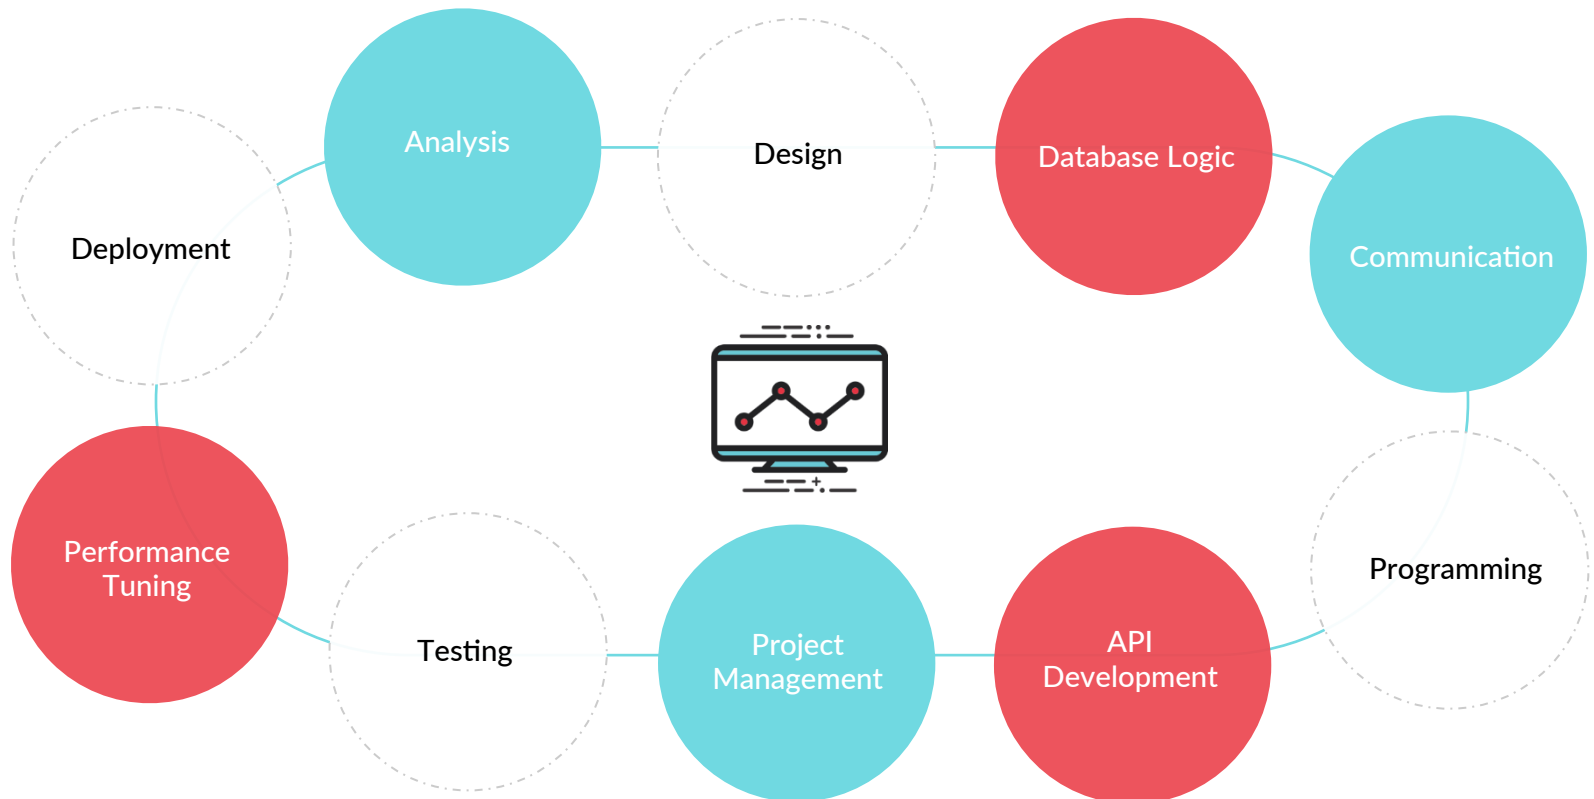 Analysis
Design
Database Logic
Communication
Deployment
Programming
Performance
Tuning
Testing
Project
Management
API
Development